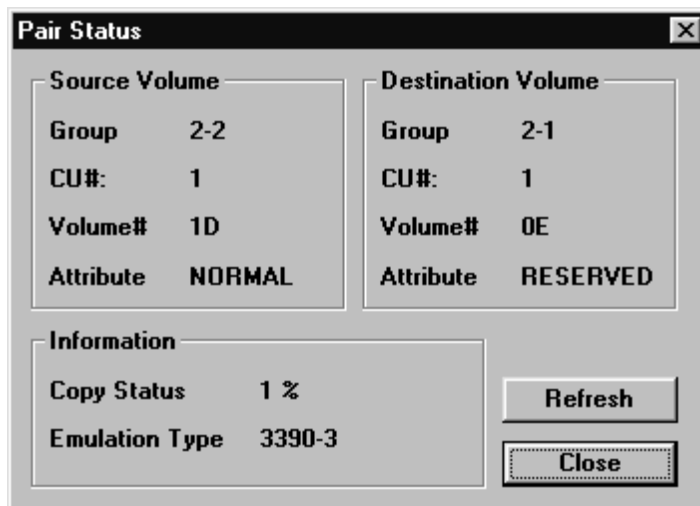 Pair Status
Source Volume
Group 2-2
CU#: 1
Volume# 1D
Attribute NORMAL
Destination Volume
Group 2-1
CU#: 1
Volume# 0E
Attribute RESERVED
Information
Copy Status 1 %
Emulation Type 3390-3
Refresh
Close